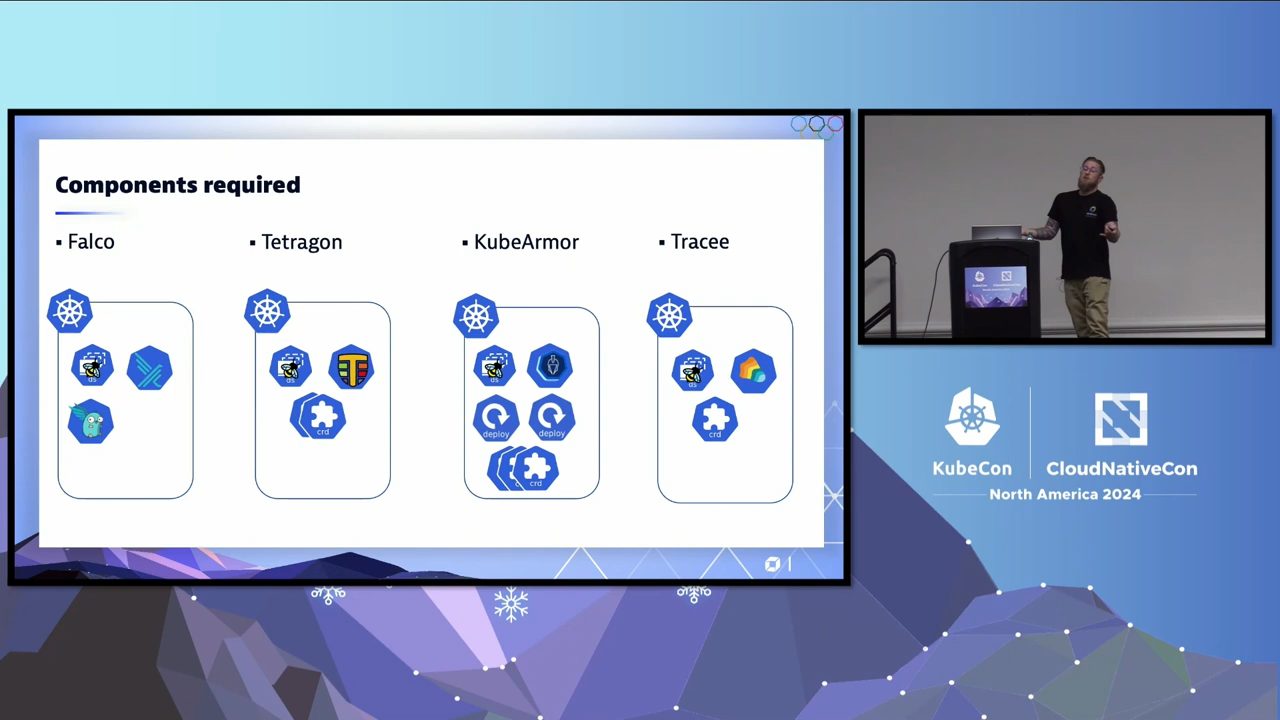 Components required
▪ Falco
▪ Tetragon
▪ KubeArmor
▪ Tracee
ds
ds
crd
ds
deploy
deploy
crd
ds
crd
KubeCon
CloudNativeCon
North America 2024